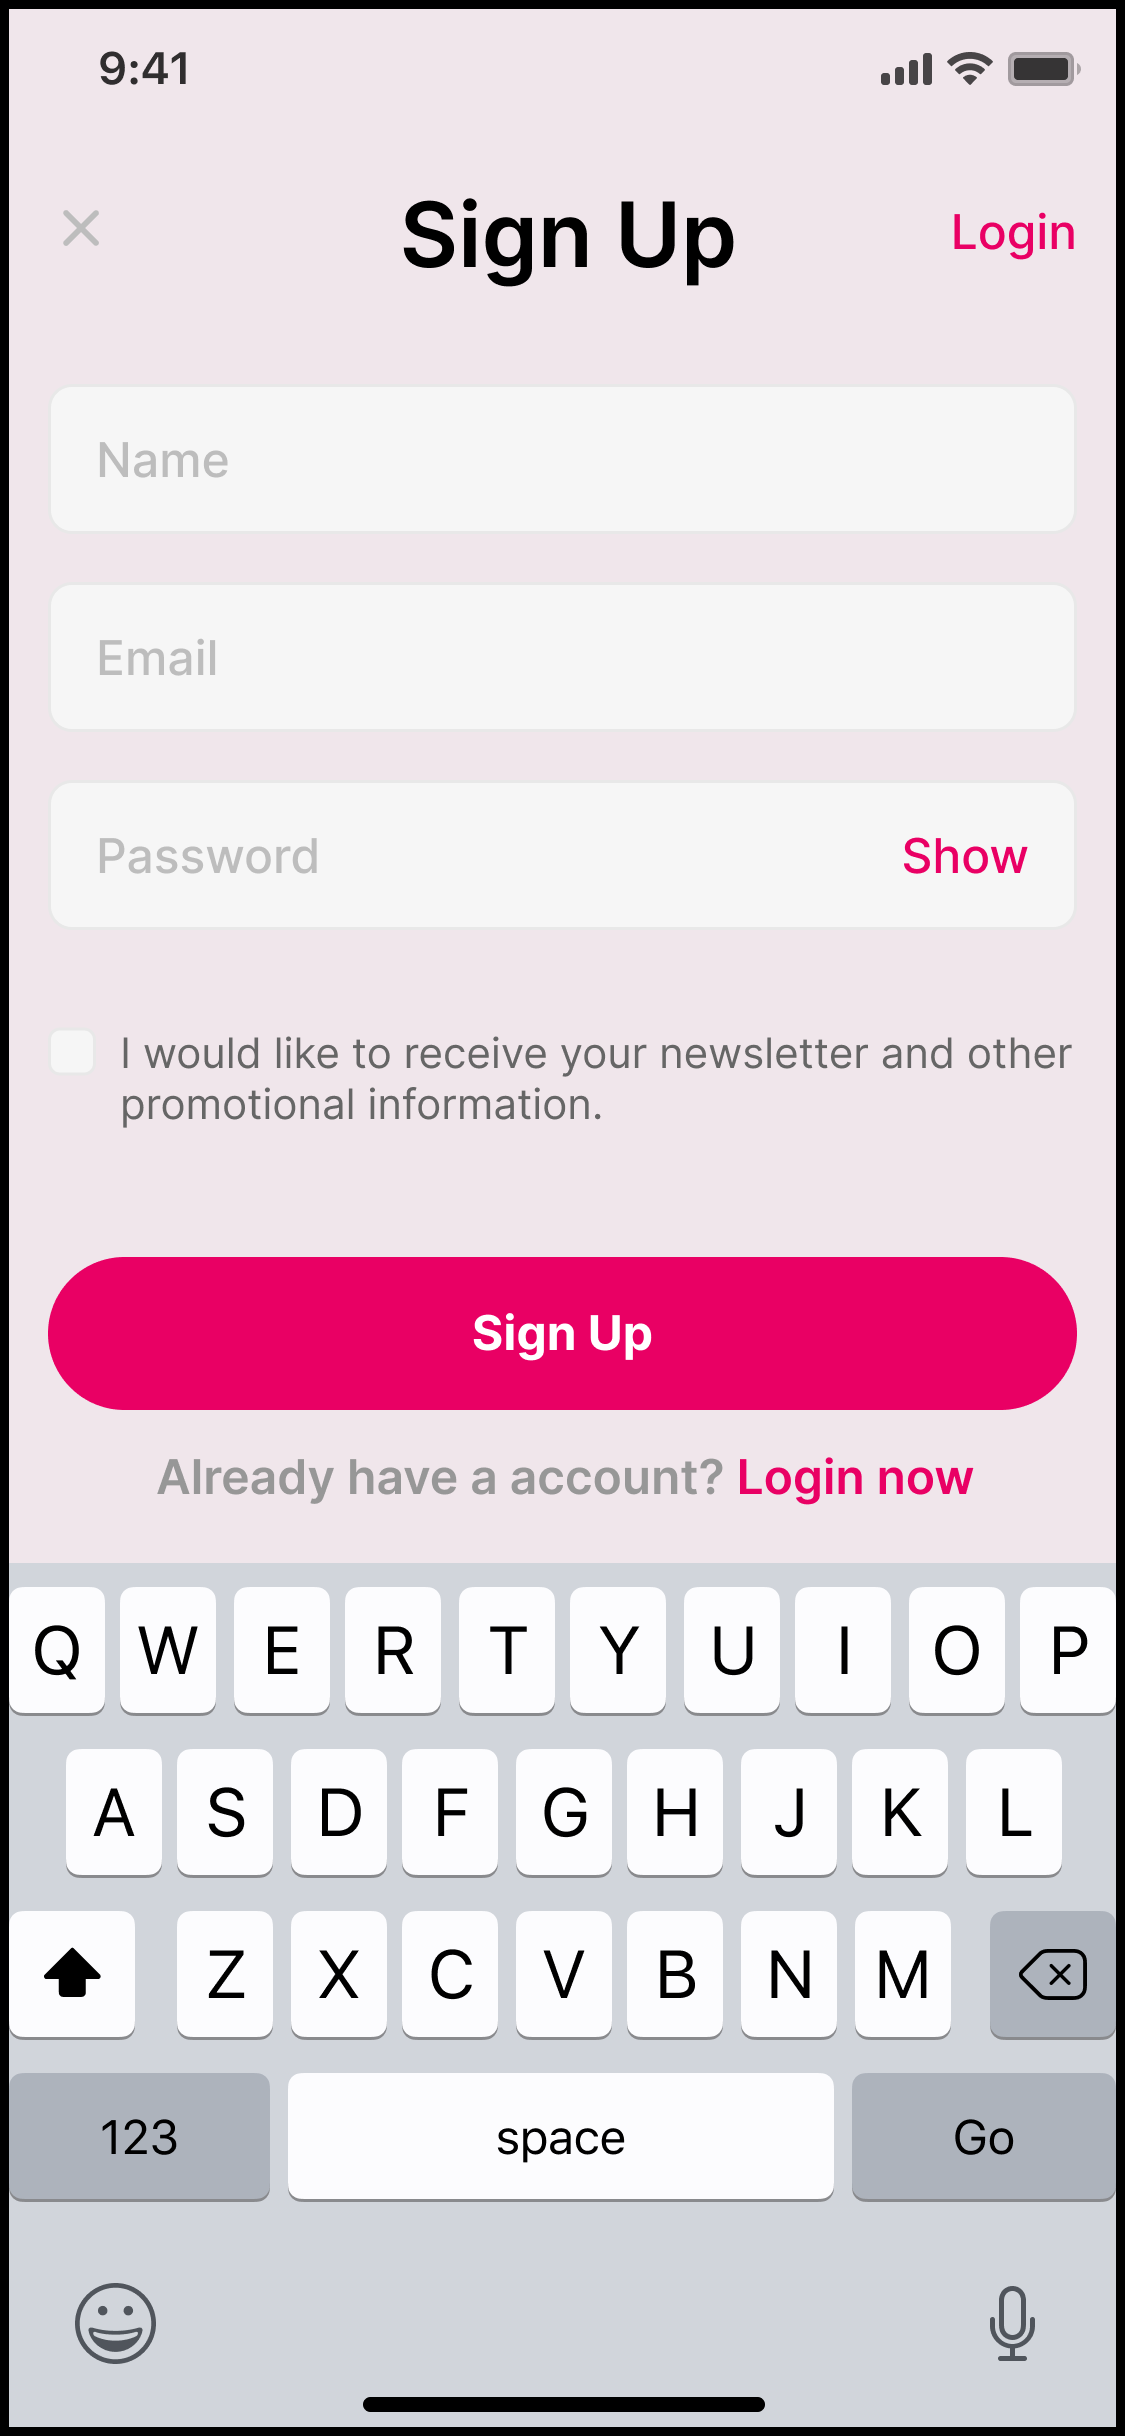 9:41
Sign Up
Login
Name
Email
Password
Show
I would like to receive your newsletter and other
promotional information.
Sign Up
Already have a account? Login now
Q W E R T Y U I O P
A S D F G H J K L
Z X C V B N M
123 space Go